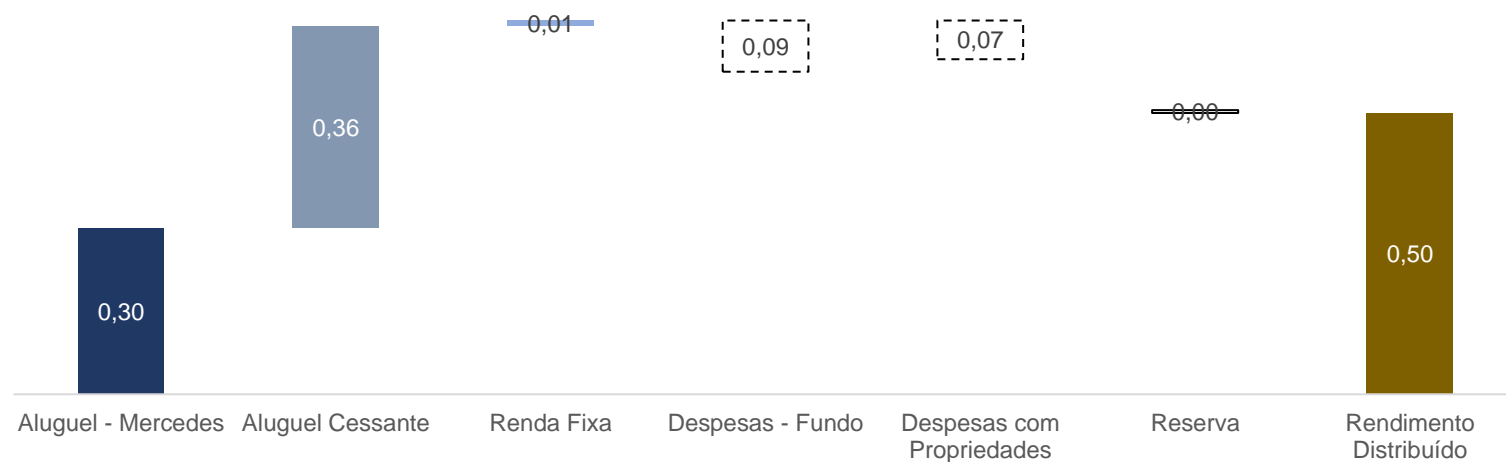 0,01
0,09
0,07
0,36
0,00
0,50
0,30
Aluguel - Mercedes
Aluguel Cessante
Renda Fixa
Despesas - Fundo
Despesas com
Propriedades
Reserva
Rendimento
Distribuído